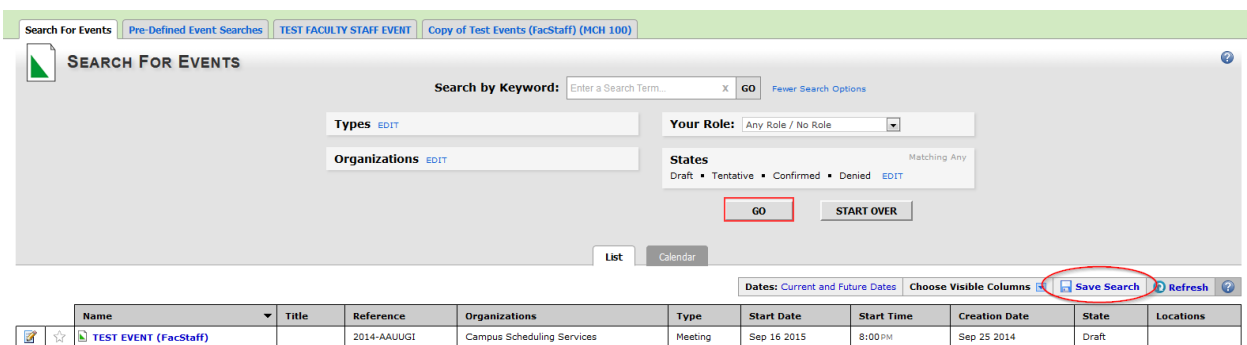 Search For Events Pre-Defined Event Searches TEST FACULTY STAFF EVENT Copy of Test Events (FacStaff) (MCH 100)
SEARCH FOR EVENTS ?
Search by Keyword: Enter a Search Term... x GO Fewer Search Options
Types EDIT Your Role: Any Role / No Role
Organizations EDIT States Matching Any
Draft ▪ Tentative ▪ Confirmed ▪ Denied EDIT
GO START OVER
List Calendar
Dates: Current and Future Dates Choose Visible Columns Save Search Refresh ?
Name Title Reference Organizations Type Start Date Start Time Creation Date State Locations
TEST EVENT (FacStaff) 2014-AAUUGI Campus Scheduling Services Meeting Sep 16 2015 8:00 PM Sep 25 2014 Draft